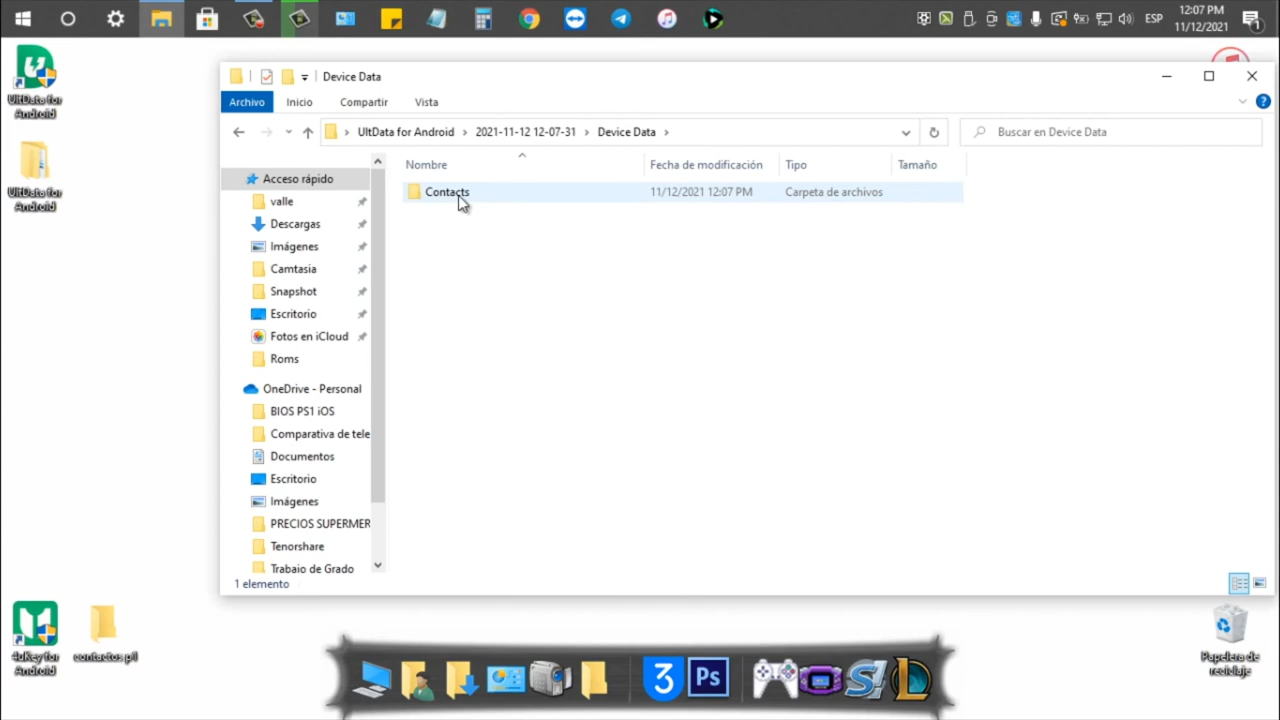 ESP
12:07 PM
11/12/2021
1
UltData for
Android
UltData for
Android
Device Data
Archivo
Inicio
Compartir
Vista
UltData for Android
2021-11-12 12-07-31
Device Data
Buscar en Device Data
Nombre
Fecha de modificación
Tipo
Tamaño
Contacts
11/12/2021 12:07 PM
Carpeta de archivos
Acceso rápido
valle
Descargas
Imágenes
Camtasia
Snapshot
Escritorio
Fotos en iCloud
Roms
OneDrive - Personal
BIOS PS1 iOS
Comparativa de tele
Documentos
Escritorio
Imágenes
PRECIOS SUPERMER
Tenorshare
Trabajo de Grado
1 elemento
4uKey for
Android
contactos p1
Papelera de
reciclaje
3
Ps